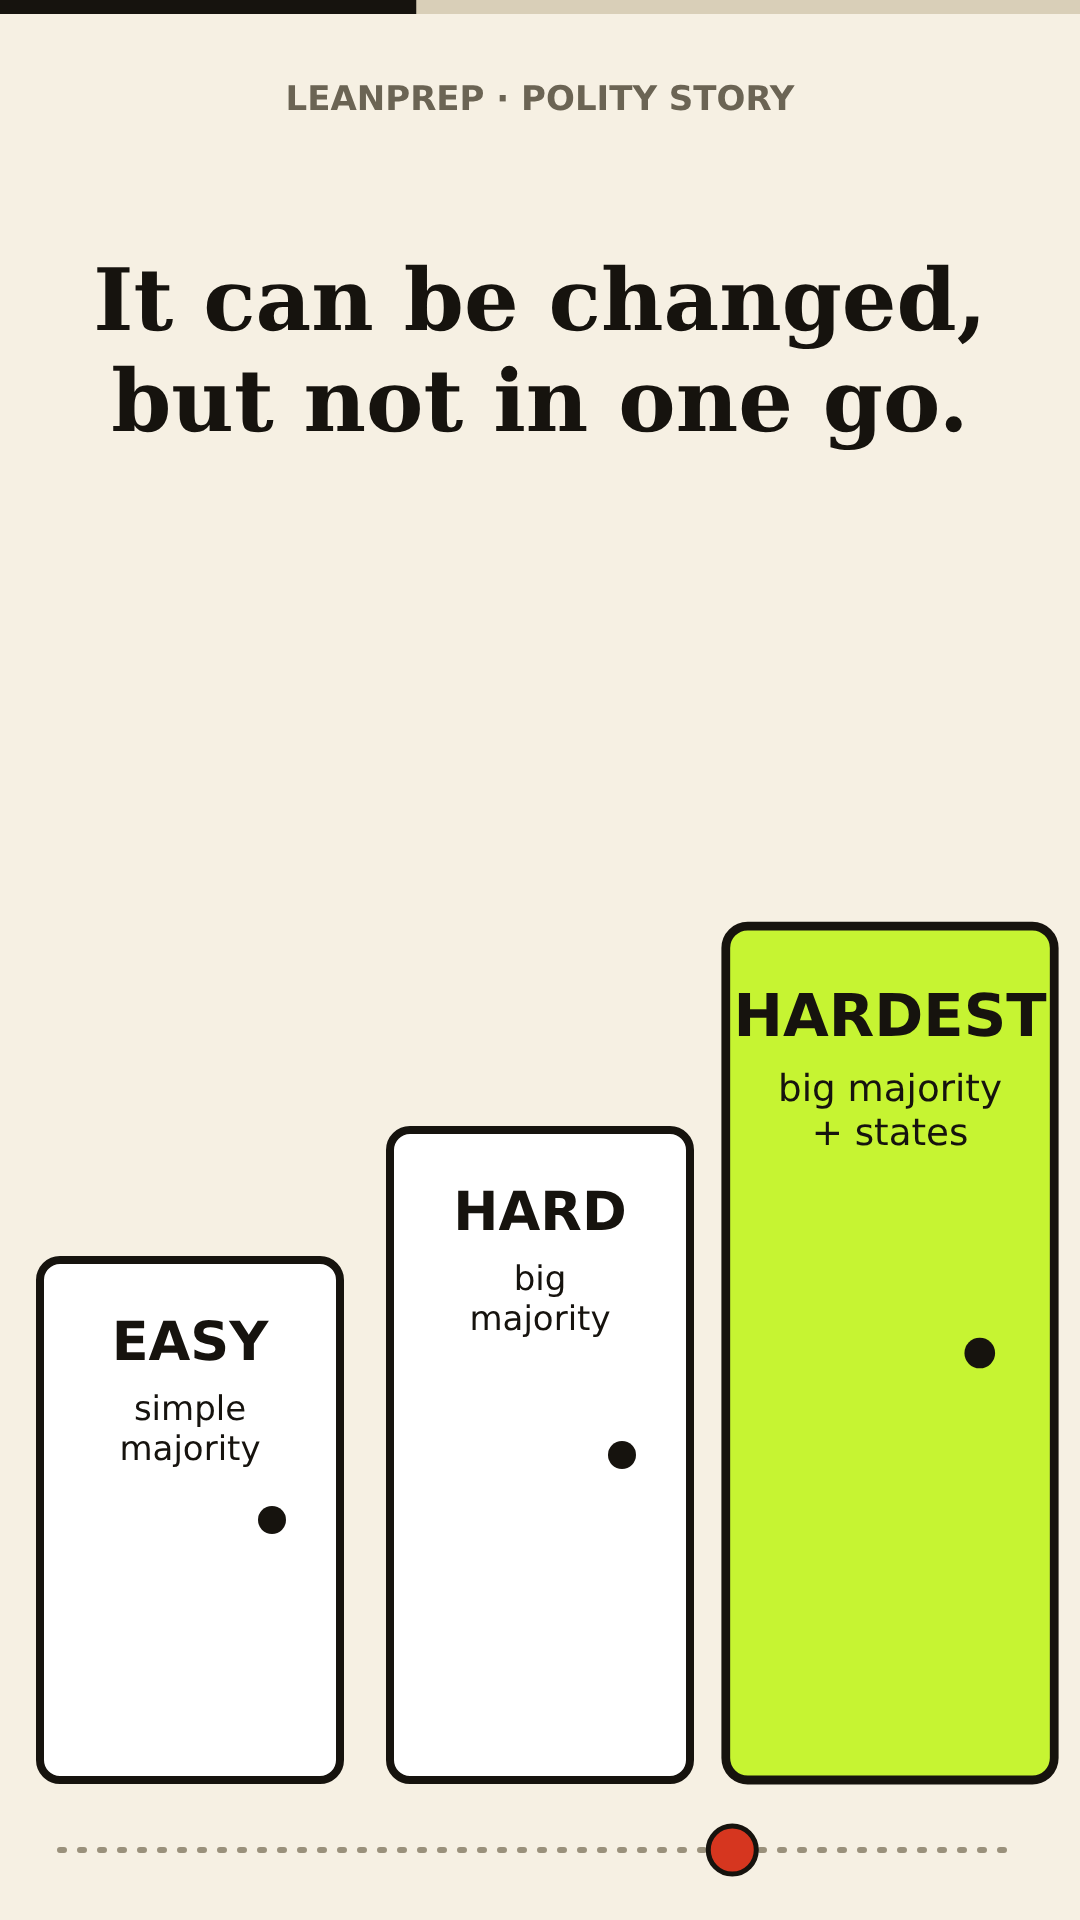 LEANPREP · POLITY STORY
It can be changed,
but not in one go.
EASY
simple
majority
HARD
big
majority
HARDEST
big majority
+ states